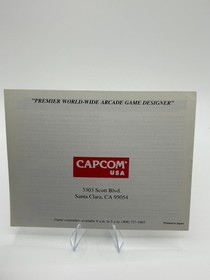 "PREMIER WORLD-WIDE ARCADE GAME DESIGNER"
CAPCOM®
USA
3303 Scott Blvd.
Santa Clara, CA 95054